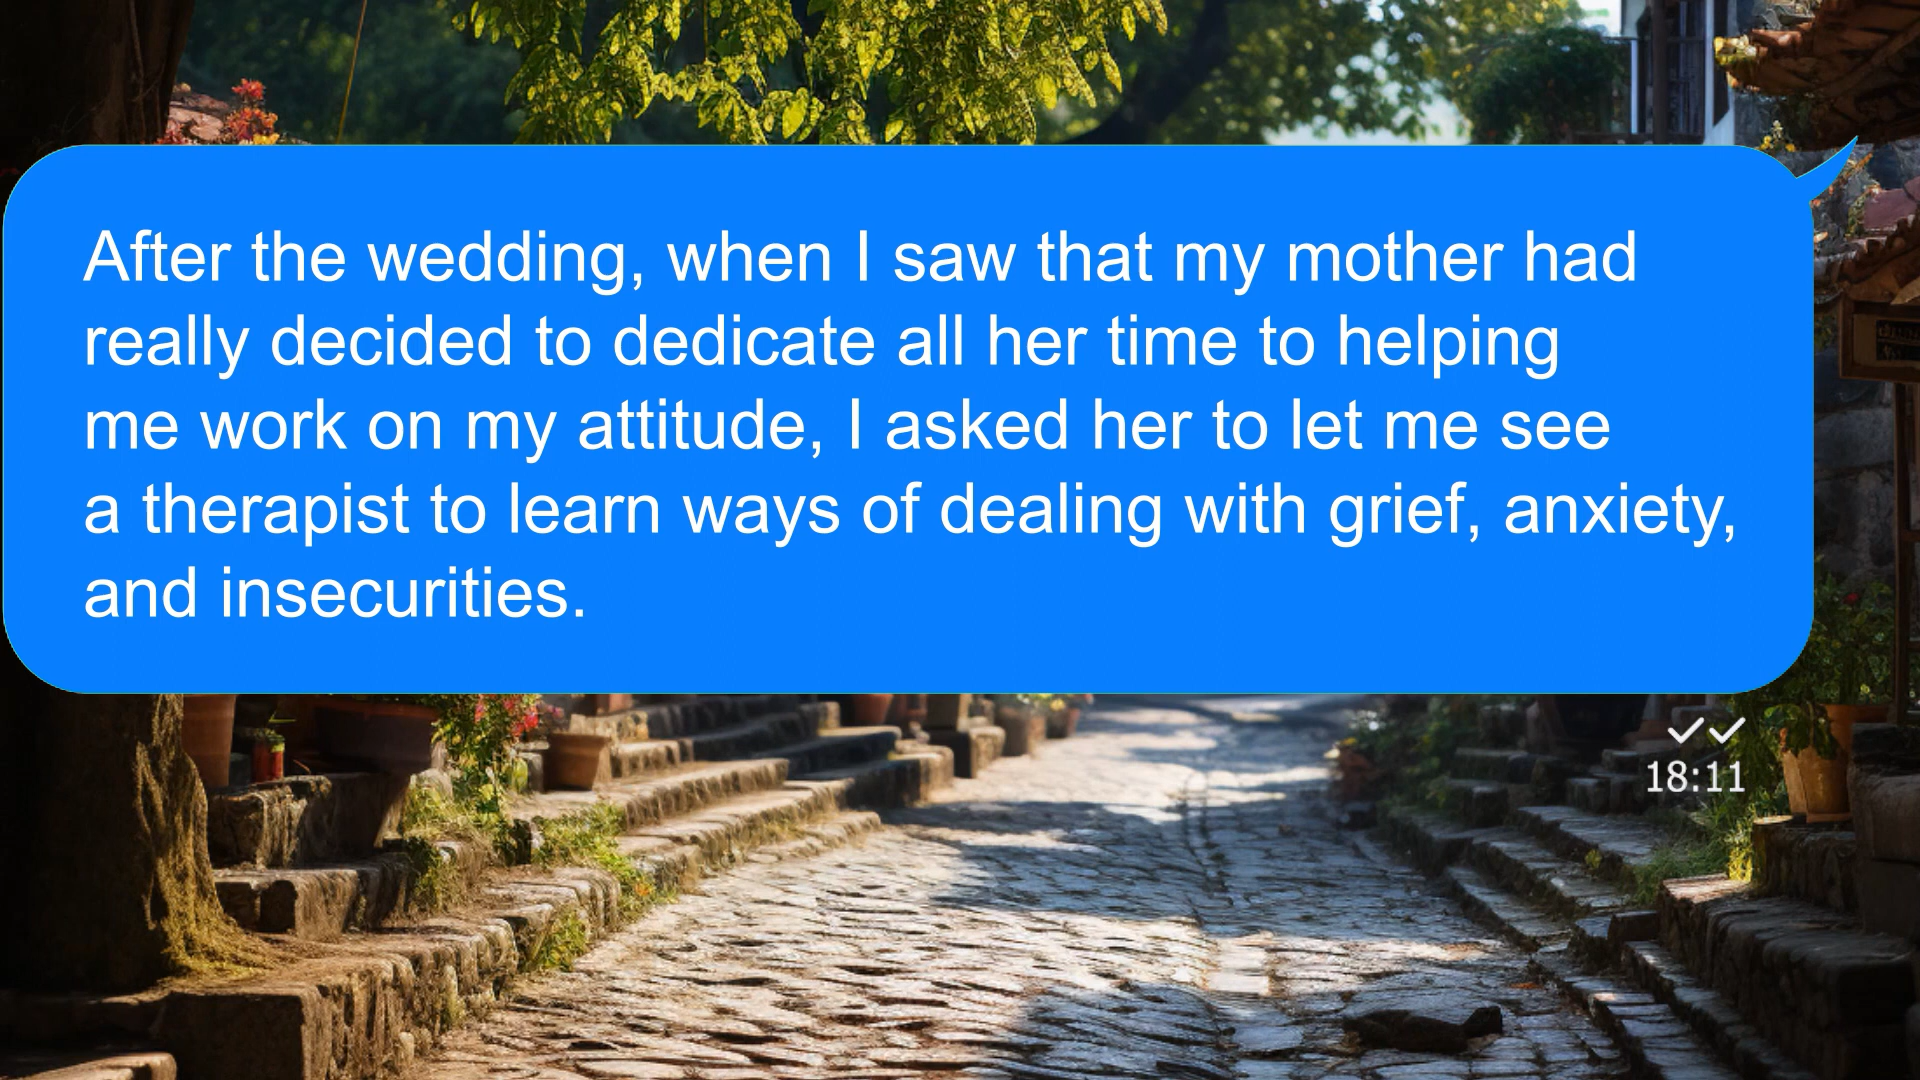 After the wedding, when I saw that my mother had
really decided to dedicate all her time to helping
me work on my attitude, I asked her to let me see
a therapist to learn ways of dealing with grief, anxiety,
and insecurities.
18:11